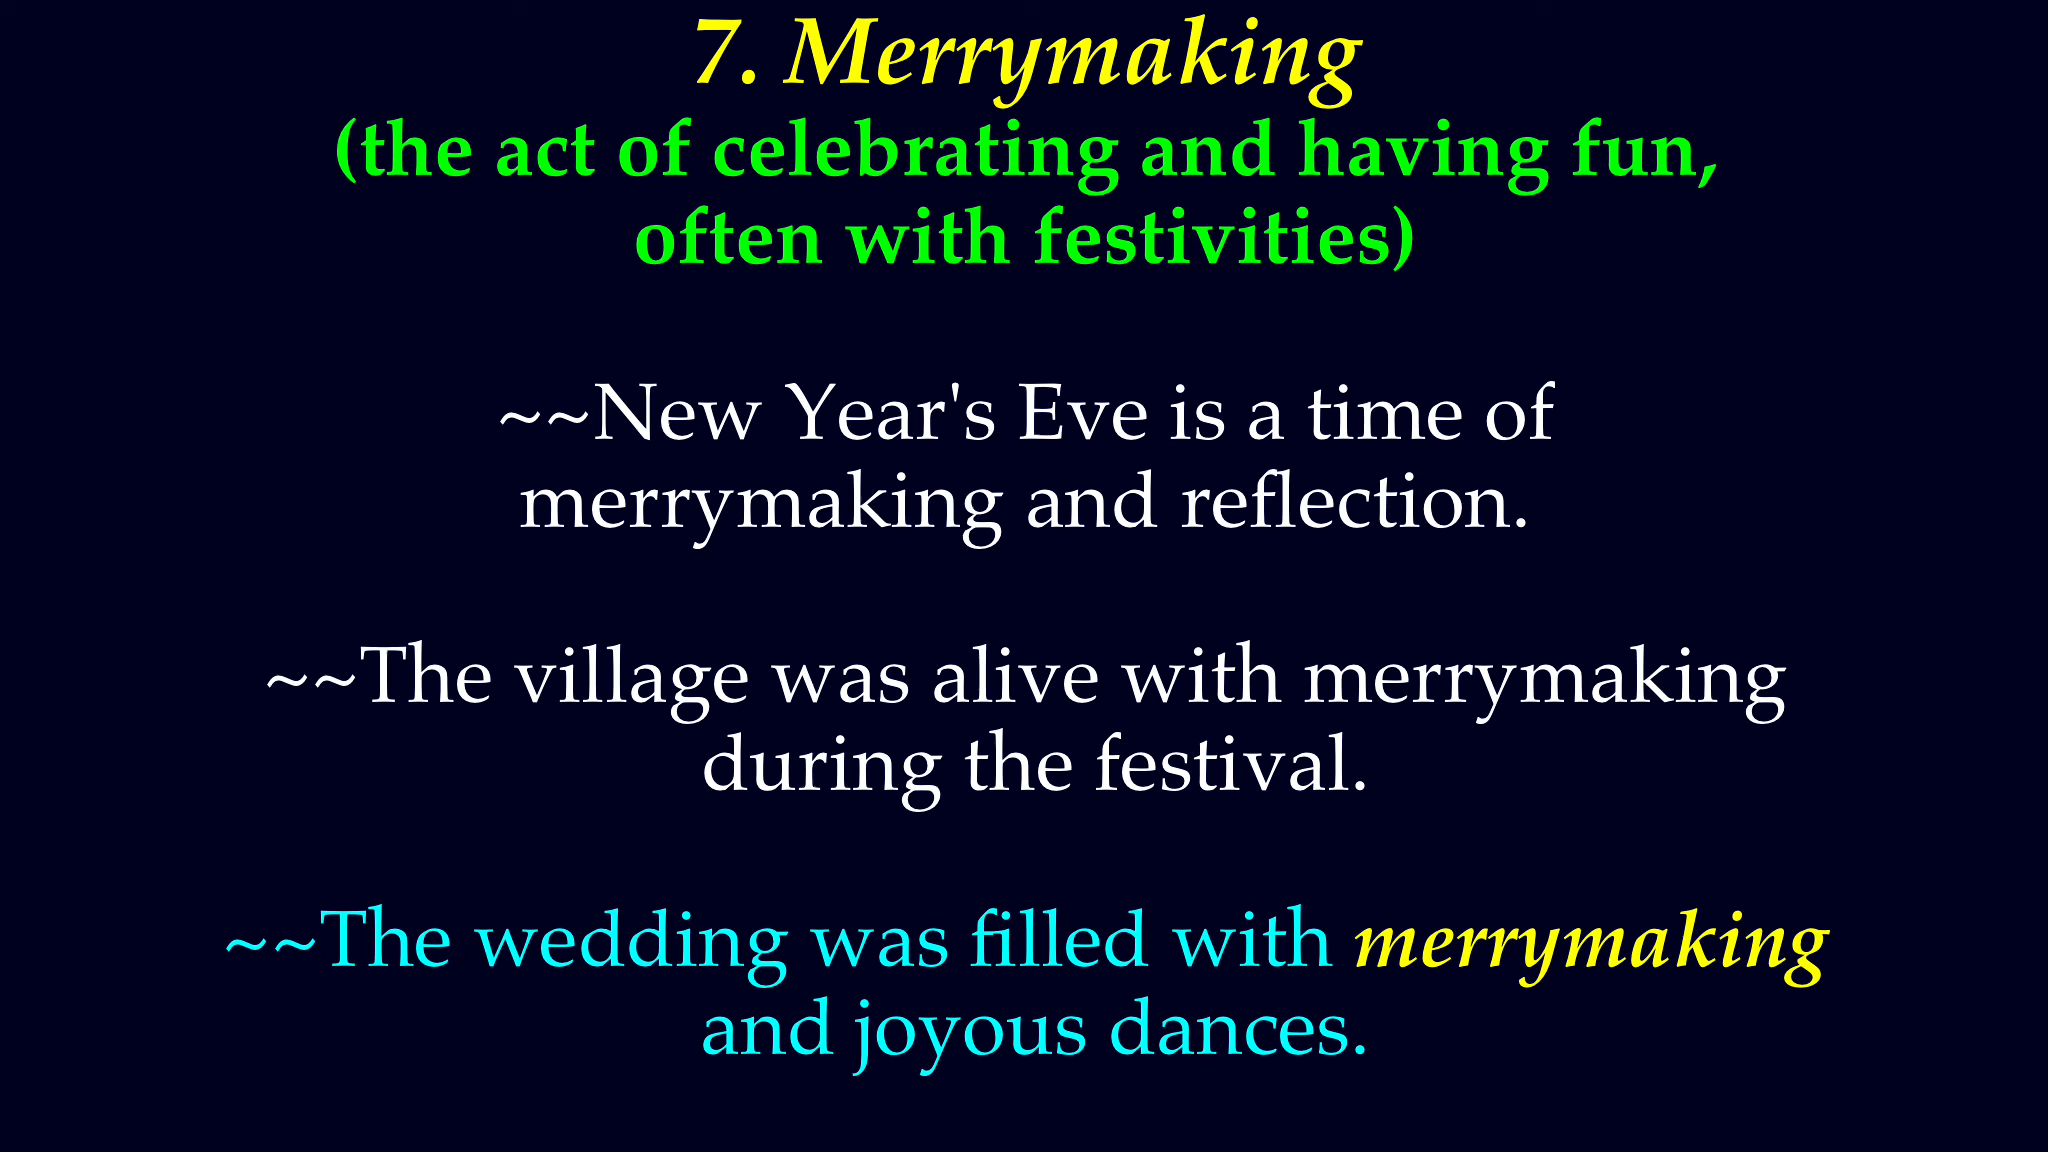 7. Merrymaking
(the act of celebrating and having fun,
often with festivities)
~~New Year's Eve is a time of
merrymaking and reflection.
~~The village was alive with merrymaking
during the festival.
~~The wedding was filled with merrymaking
and joyous dances.